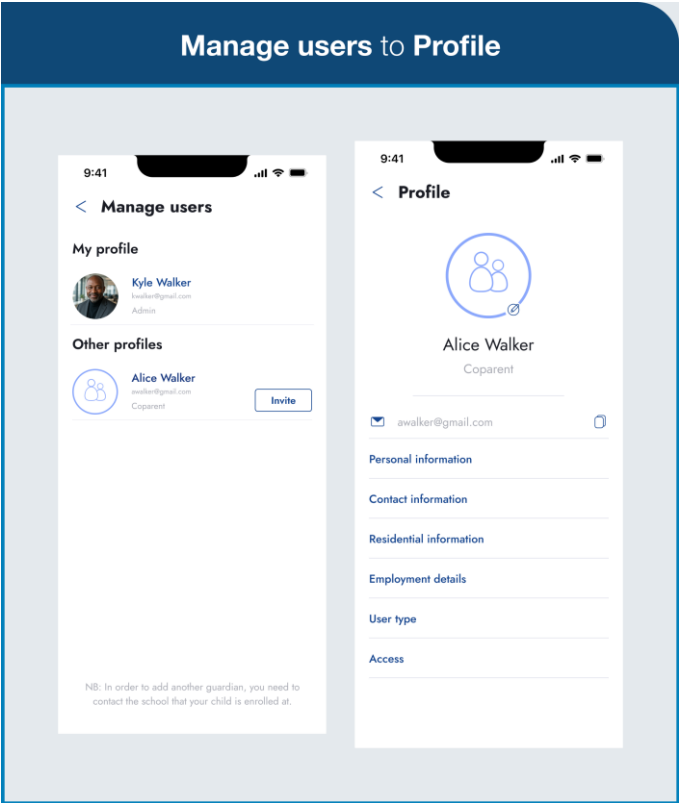 Manage users to Profile
9:41
Manage users
My profile
Kyle Walker
kwalker@gmail.com
Admin
Other profiles
Alice Walker
awalker@gmail.com
Coparent
Invite
NB: In order to add another guardian, you need to
contact the school that your child is enrolled at.
9:41
Profile
Alice Walker
Coparent
awalker@gmail.com
Personal information
Contact information
Residential information
Employment details
User type
Access